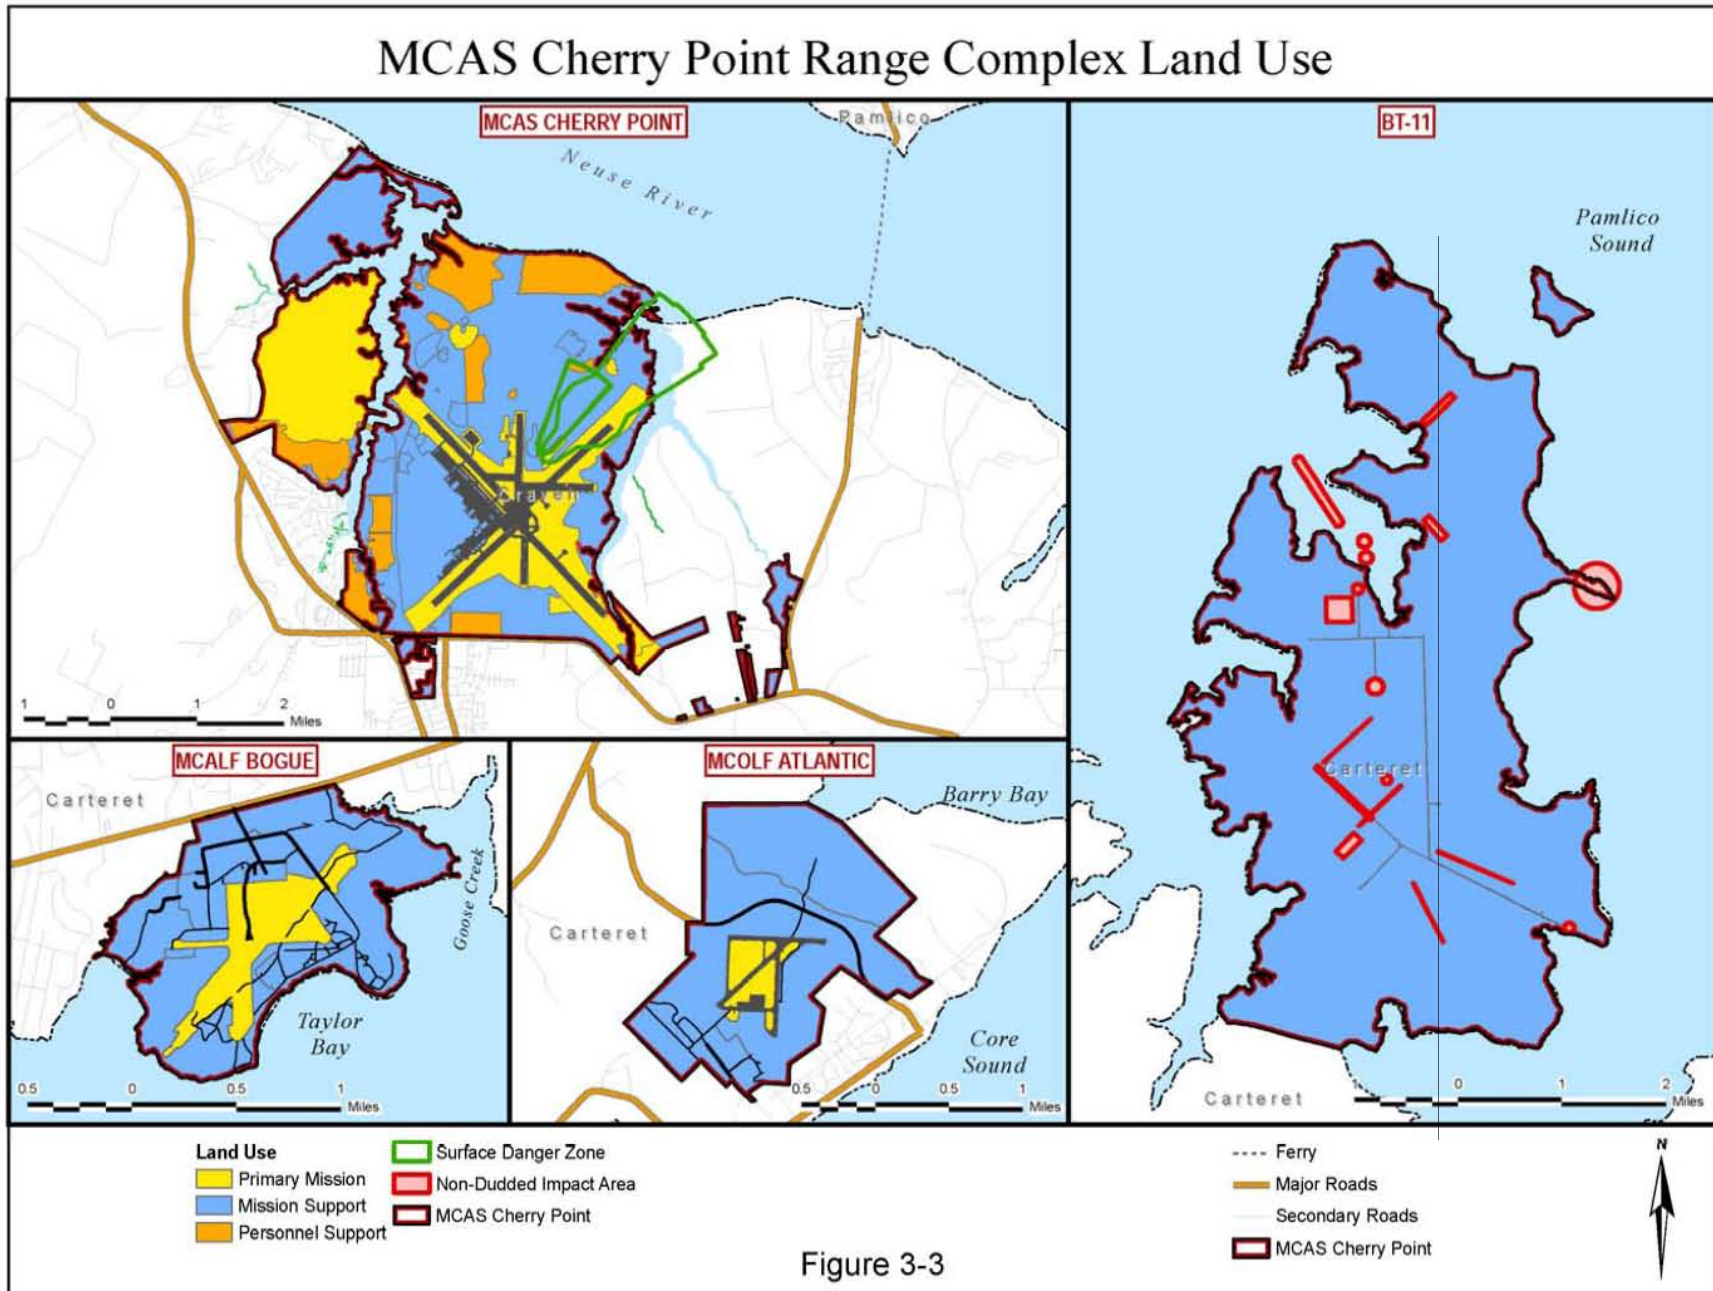 MCAS Cherry Point Range Complex Land Use
MCAS CHERRY POINT
Pamlico
Neuse River
Craven
1 0 1 2
Miles
BT-11
Pamlico
Sound
Carteret
Carteret
1 0 1 2
Miles
MCALF BOGUE
Carteret
Goose Creek
Taylor
Bay
0.5 0 0.5 1
Miles
MCOLF ATLANTIC
Barry Bay
Carteret
Core
Sound
0.5 0 0.5 1
Miles
Land Use
Primary Mission
Mission Support
Personnel Support
Surface Danger Zone
Non-Dudded Impact Area
MCAS Cherry Point
Ferry
Major Roads
Secondary Roads
MCAS Cherry Point
N
Figure 3-3